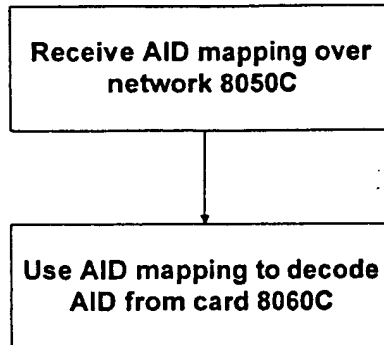 Receive AID mapping over
network 8050C
Use AID mapping to decode
AID from card 8060C